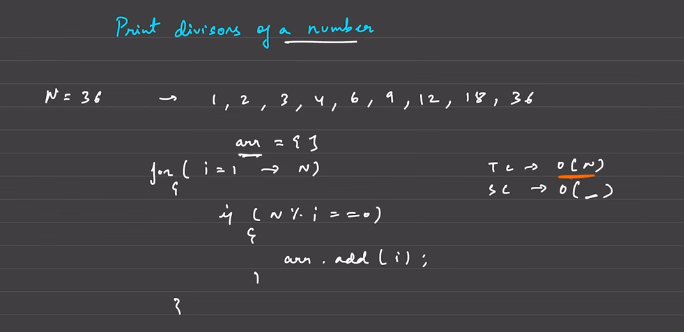 Print divisors of a number
N = 36 → 1, 2, 3, 4, 6, 9, 12, 18, 36
arr = { }
for ( i = 1 → N)
{
if ( N % i == 0)
{
arr . add ( i ) ;
}
}
TC → O( N )
SC → O( _ )